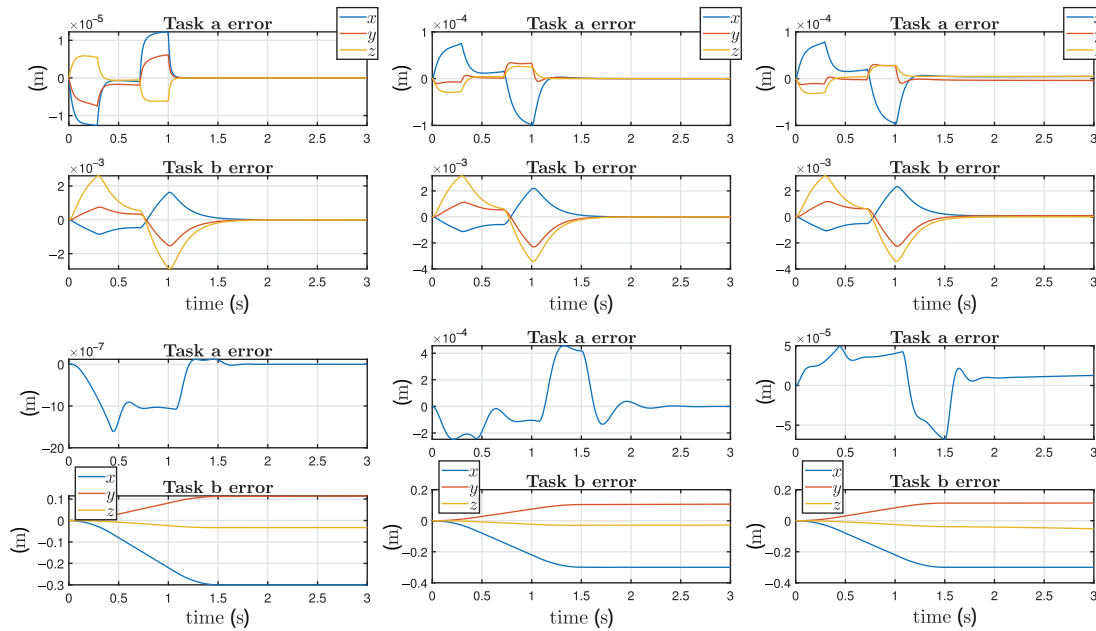 ×10⁻⁵ Task a error
x
y
z
(m)
1
0
−1
0 0.5 1 1.5 2 2.5 3
×10⁻³ Task b error
2
0
−2
0 0.5 1 1.5 2 2.5 3
time (s)
×10⁻⁴ Task a error
x
y
z
(m)
1
0
−1
0 0.5 1 1.5 2 2.5 3
×10⁻³ Task b error
2
0
−2
−4
0 0.5 1 1.5 2 2.5 3
time (s)
×10⁻⁴ Task a error
x
(m)
1
0
−1
0 0.5 1 1.5 2 2.5 3
×10⁻³ Task b error
2
0
−2
−4
0 0.5 1 1.5 2 2.5 3
time (s)
×10⁻⁷ Task a error
(m)
0
−10
−20
0 0.5 1 1.5 2 2.5 3
x
y
z
Task b error
(m)
0.1
0
−0.1
−0.2
−0.3
0 0.5 1 1.5 2 2.5 3
time (s)
×10⁻⁴ Task a error
(m)
4
2
0
−2
0 0.5 1 1.5 2 2.5 3
x
y
z
Task b error
(m)
0.2
0
−0.2
−0.4
0 0.5 1 1.5 2 2.5 3
time (s)
×10⁻⁵ Task a error
(m)
5
0
−5
0 0.5 1 1.5 2 2.5 3
x
y
z
Task b error
(m)
0.2
0
−0.2
−0.4
0 0.5 1 1.5 2 2.5 3
time (s)